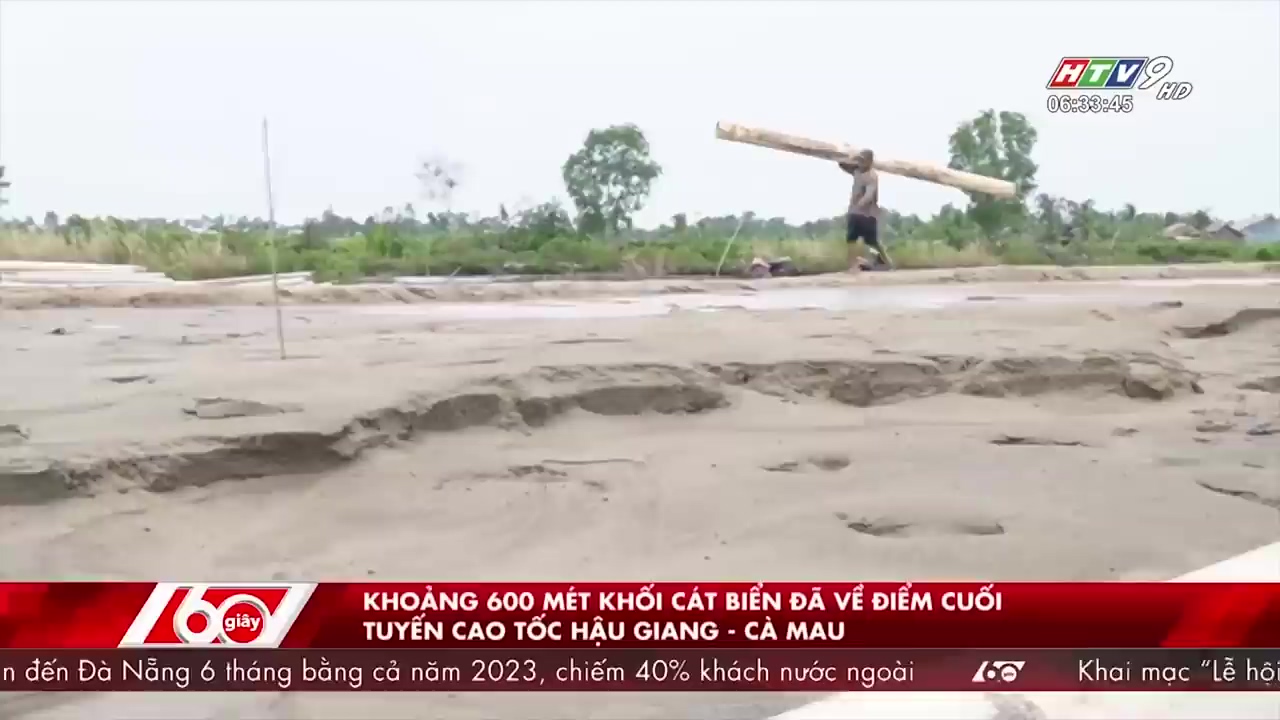 HTV9 HD
06:33:45
60 giây
KHOẢNG 600 MÉT KHỐI CÁT BIỂN ĐÃ VỀ ĐIỂM CUỐI
TUYẾN CAO TỐC HẬU GIANG - CÀ MAU
n đến Đà Nẵng 6 tháng bằng cả năm 2023, chiếm 40% khách nước ngoài 60 giây Khai mạc “Lễ hội